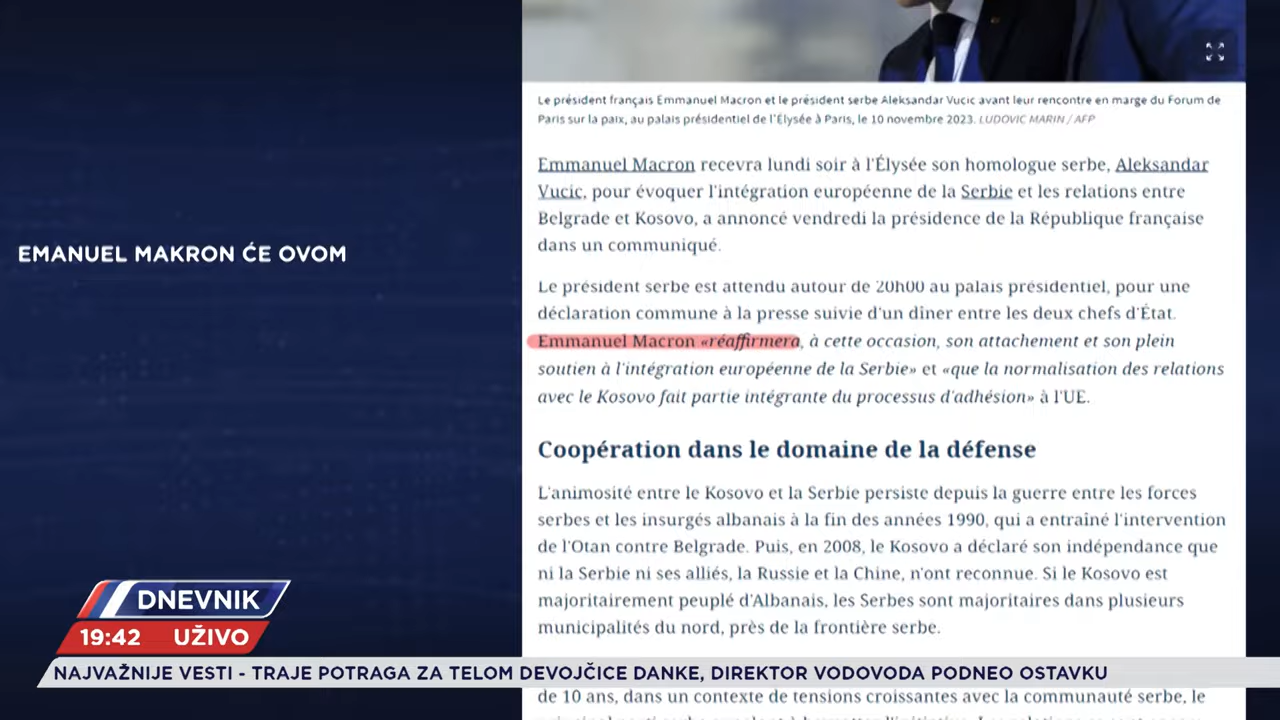 Le président français Emmanuel Macron et le président serbe Aleksandar Vucic avant leur rencontre en marge du Forum de
Paris sur la paix, au palais présidentiel de l'Élysée à Paris, le 10 novembre 2023. LUDOVIC MARIN / AFP
Emmanuel Macron recevra lundi soir à l'Élysée son homologue serbe, Aleksandar
Vucic, pour évoquer l'intégration européenne de la Serbie et les relations entre
Belgrade et Kosovo, a annoncé vendredi la présidence de la République française
dans un communiqué.
EMANUEL MAKRON ĆE OVOM
Le président serbe est attendu autour de 20h00 au palais présidentiel, pour une
déclaration commune à la presse suivie d'un dîner entre les deux chefs d'État.
Emmanuel Macron «réaffirmera, à cette occasion, son attachement et son plein
soutien à l'intégration européenne de la Serbie» et «que la normalisation des relations
avec le Kosovo fait partie intégrante du processus d'adhésion» à l'UE.
Coopération dans le domaine de la défense
L'animosité entre le Kosovo et la Serbie persiste depuis la guerre entre les forces
serbes et les insurgés albanais à la fin des années 1990, qui a entraîné l'intervention
de l'Otan contre Belgrade. Puis, en 2008, le Kosovo a déclaré son indépendance que
ni la Serbie ni ses alliés, la Russie et la Chine, n'ont reconnue. Si le Kosovo est
majoritairement peuplé d'Albanais, les Serbes sont majoritaires dans plusieurs
municipalités du nord, près de la frontière serbe.
DNEVNIK
19:42 UŽIVO
NAJVAŽNIJE VESTI - TRAJE POTRAGA ZA TELOM DEVOJČICE DANKE, DIREKTOR VODOVODA PODNEO OSTAVKU
de 10 ans, dans un contexte de tensions croissantes avec la communauté serbe, le